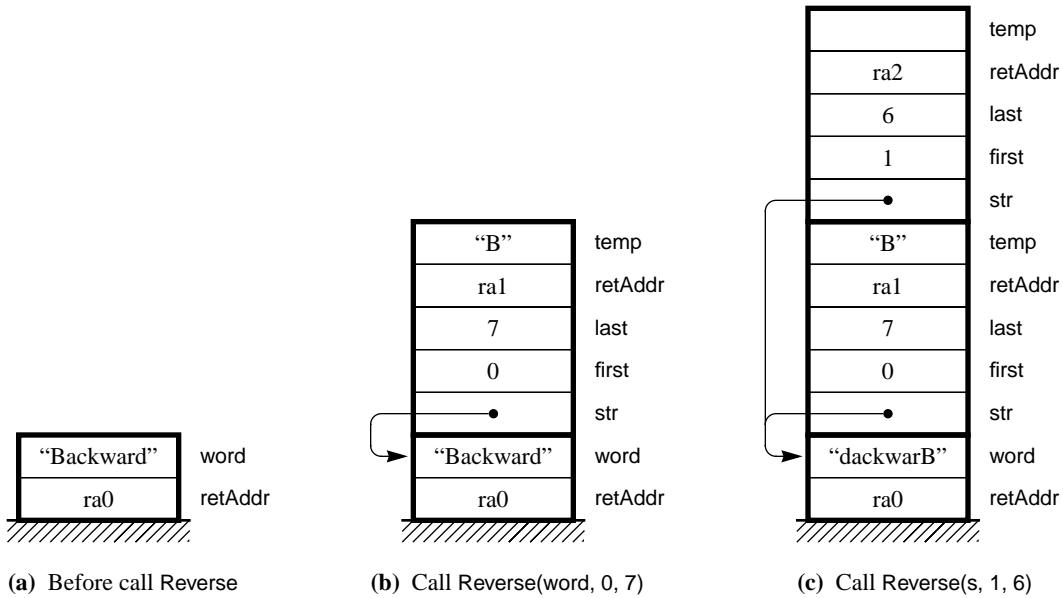 “Backward” word
ra0 retAddr
(a) Before call Reverse
“B” temp
ra1 retAddr
7 last
0 first
str
“Backward” word
ra0 retAddr
(b) Call Reverse(word, 0, 7)
temp
ra2 retAddr
6 last
1 first
str
“B” temp
ra1 retAddr
7 last
0 first
str
“dackwarB” word
ra0 retAddr
(c) Call Reverse(s, 1, 6)